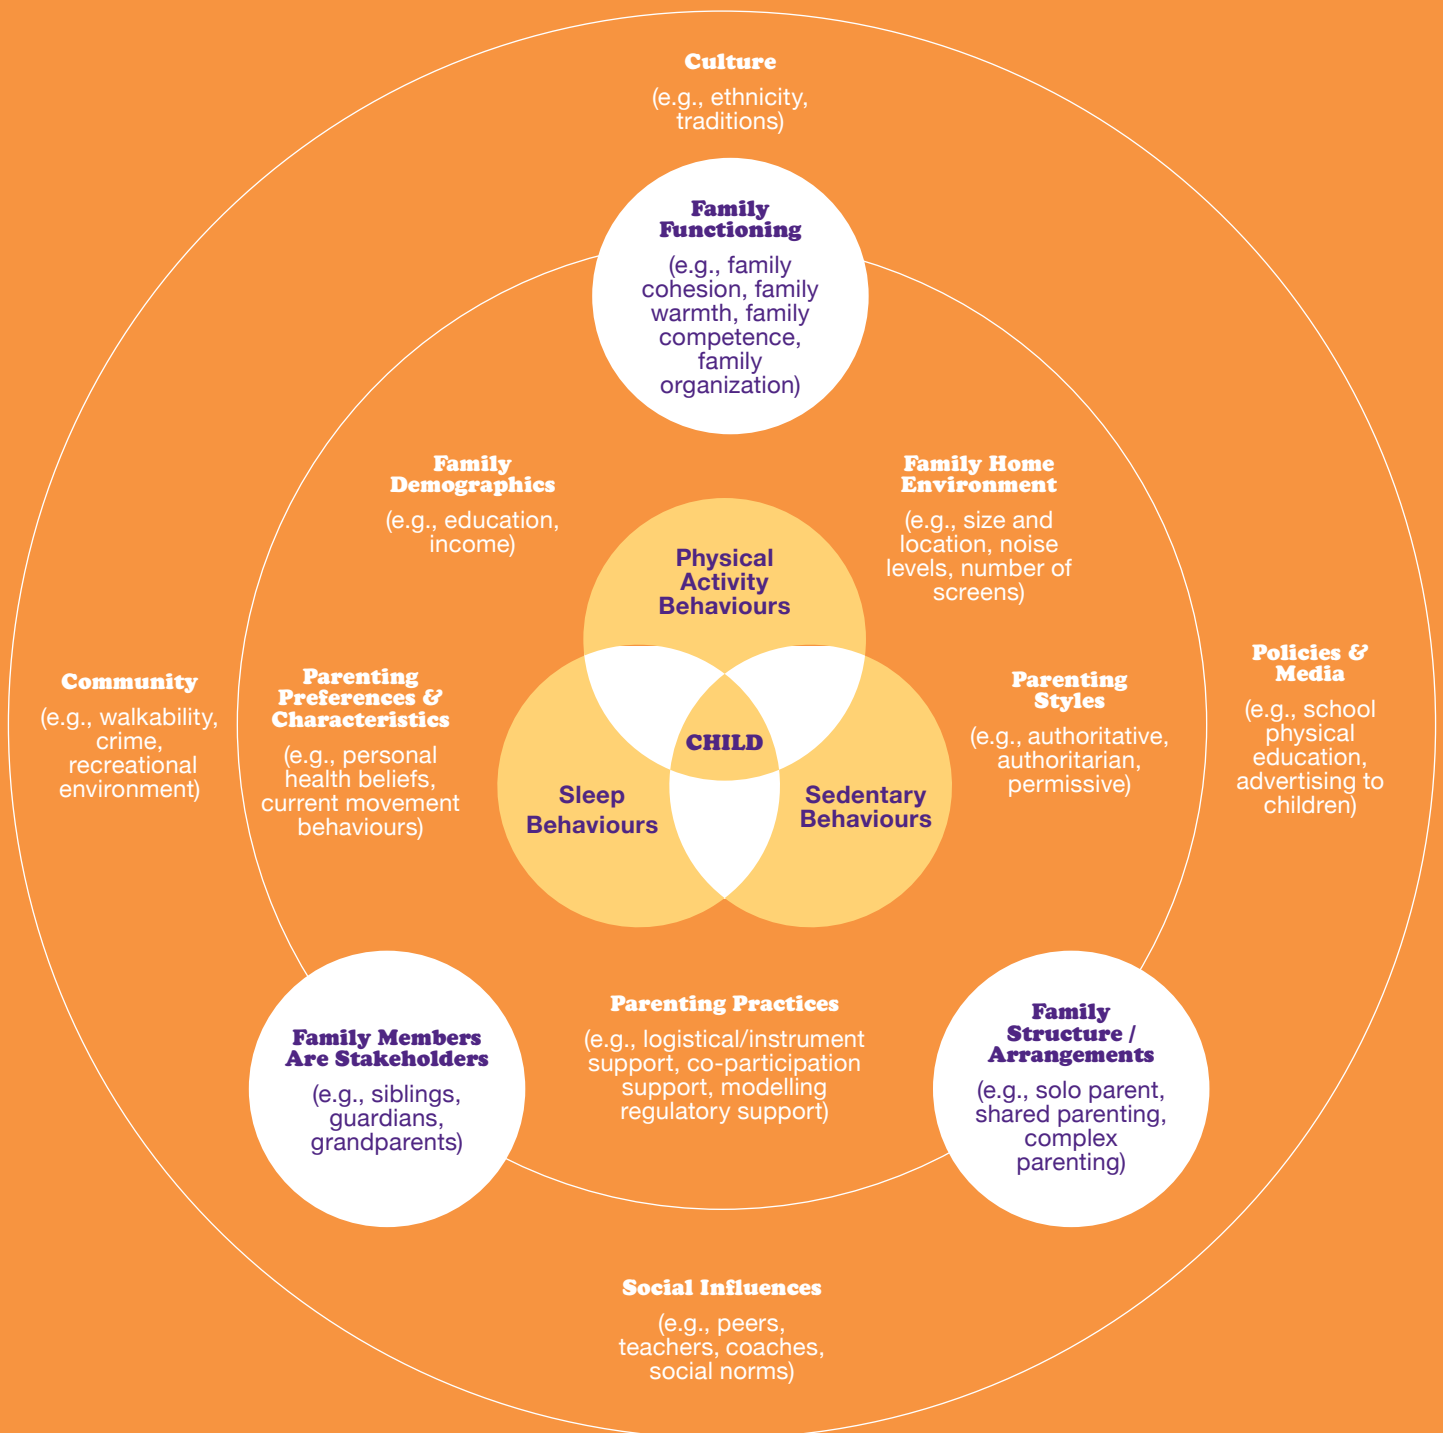 Culture
(e.g., ethnicity,
traditions)
Family
Functioning
(e.g., family
cohesion, family
warmth, family
competence,
family
organization)
Family
Demographics
(e.g., education,
income)
Family Home
Environment
(e.g., size and
location, noise
levels, number of
screens)
Physical
Activity
Behaviours
Community
(e.g., walkability,
crime,
recreational
environment)
Parenting
Preferences &
Characteristics
(e.g., personal
health beliefs,
current movement
behaviours)
CHILD
Sleep
Behaviours
Sedentary
Behaviours
Parenting
Styles
(e.g., authoritative,
authoritarian,
permissive)
Policies &
Media
(e.g., school
physical
education,
advertising to
children)
Family Members
Are Stakeholders
(e.g., siblings,
guardians,
grandparents)
Parenting Practices
(e.g., logistical/instrument
support, co-participation
support, modelling
regulatory support)
Family
Structure /
Arrangements
(e.g., solo parent,
shared parenting,
complex
parenting)
Social Influences
(e.g., peers,
teachers, coaches,
social norms)